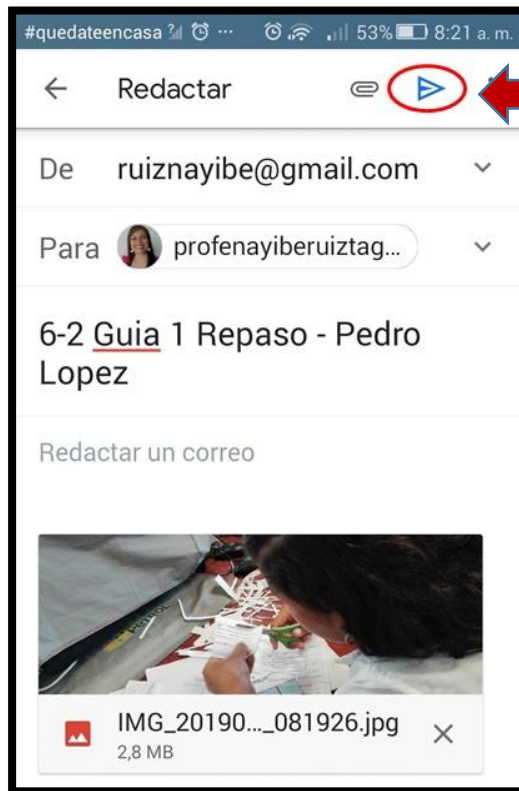 #quedateencasa ... 53% 8:21 a. m.
Redactar
De ruiznayibe@gmail.com
Para profenayiberuiztag...
6-2 Guia 1 Repaso - Pedro
Lopez
Redactar un correo
IMG_20190..._081926.jpg
2,8 MB